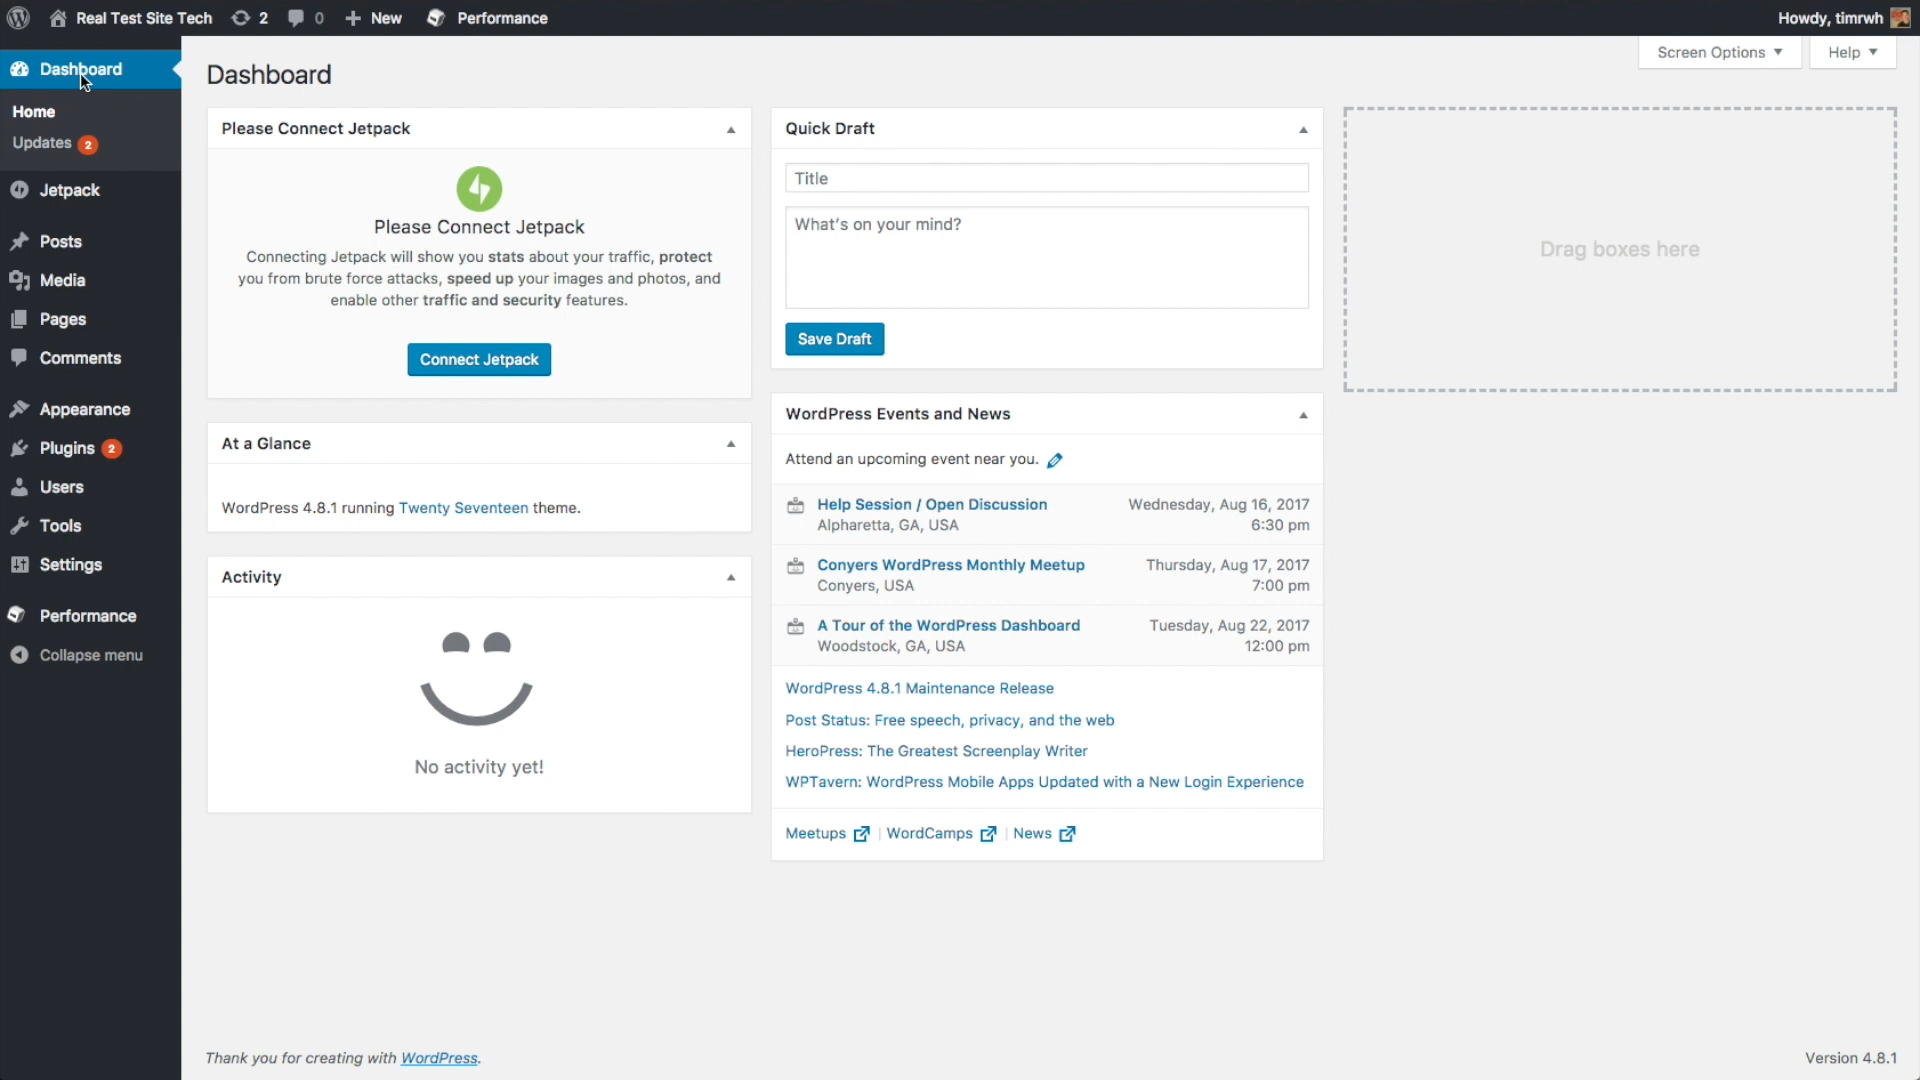 Real Test Site Tech 2 0 New Performance Howdy, timrwh
Screen Options Help
Dashboard
Home
Updates 2
Jetpack
Posts
Media
Pages
Comments
Appearance
Plugins 2
Users
Tools
Settings
Performance
Collapse menu
Dashboard
Please Connect Jetpack
Please Connect Jetpack
Connecting Jetpack will show you stats about your traffic, protect
you from brute force attacks, speed up your images and photos, and
enable other traffic and security features.
Connect Jetpack
At a Glance
WordPress 4.8.1 running Twenty Seventeen theme.
Activity
No activity yet!
Quick Draft
Title
What's on your mind?
Save Draft
WordPress Events and News
Attend an upcoming event near you.
Help Session / Open Discussion Wednesday, Aug 16, 2017
Alpharetta, GA, USA 6:30 pm
Conyers WordPress Monthly Meetup Thursday, Aug 17, 2017
Conyers, USA 7:00 pm
A Tour of the WordPress Dashboard Tuesday, Aug 22, 2017
Woodstock, GA, USA 12:00 pm
WordPress 4.8.1 Maintenance Release
Post Status: Free speech, privacy, and the web
HeroPress: The Greatest Screenplay Writer
WPTavern: WordPress Mobile Apps Updated with a New Login Experience
Meetups | WordCamps | News
Drag boxes here
Thank you for creating with WordPress. Version 4.8.1